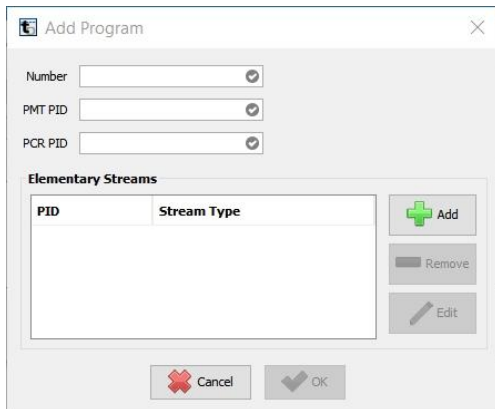 Add Program
Number
PMT PID
PCR PID
Elementary Streams
PID Stream Type
Add
Remove
Edit
Cancel OK